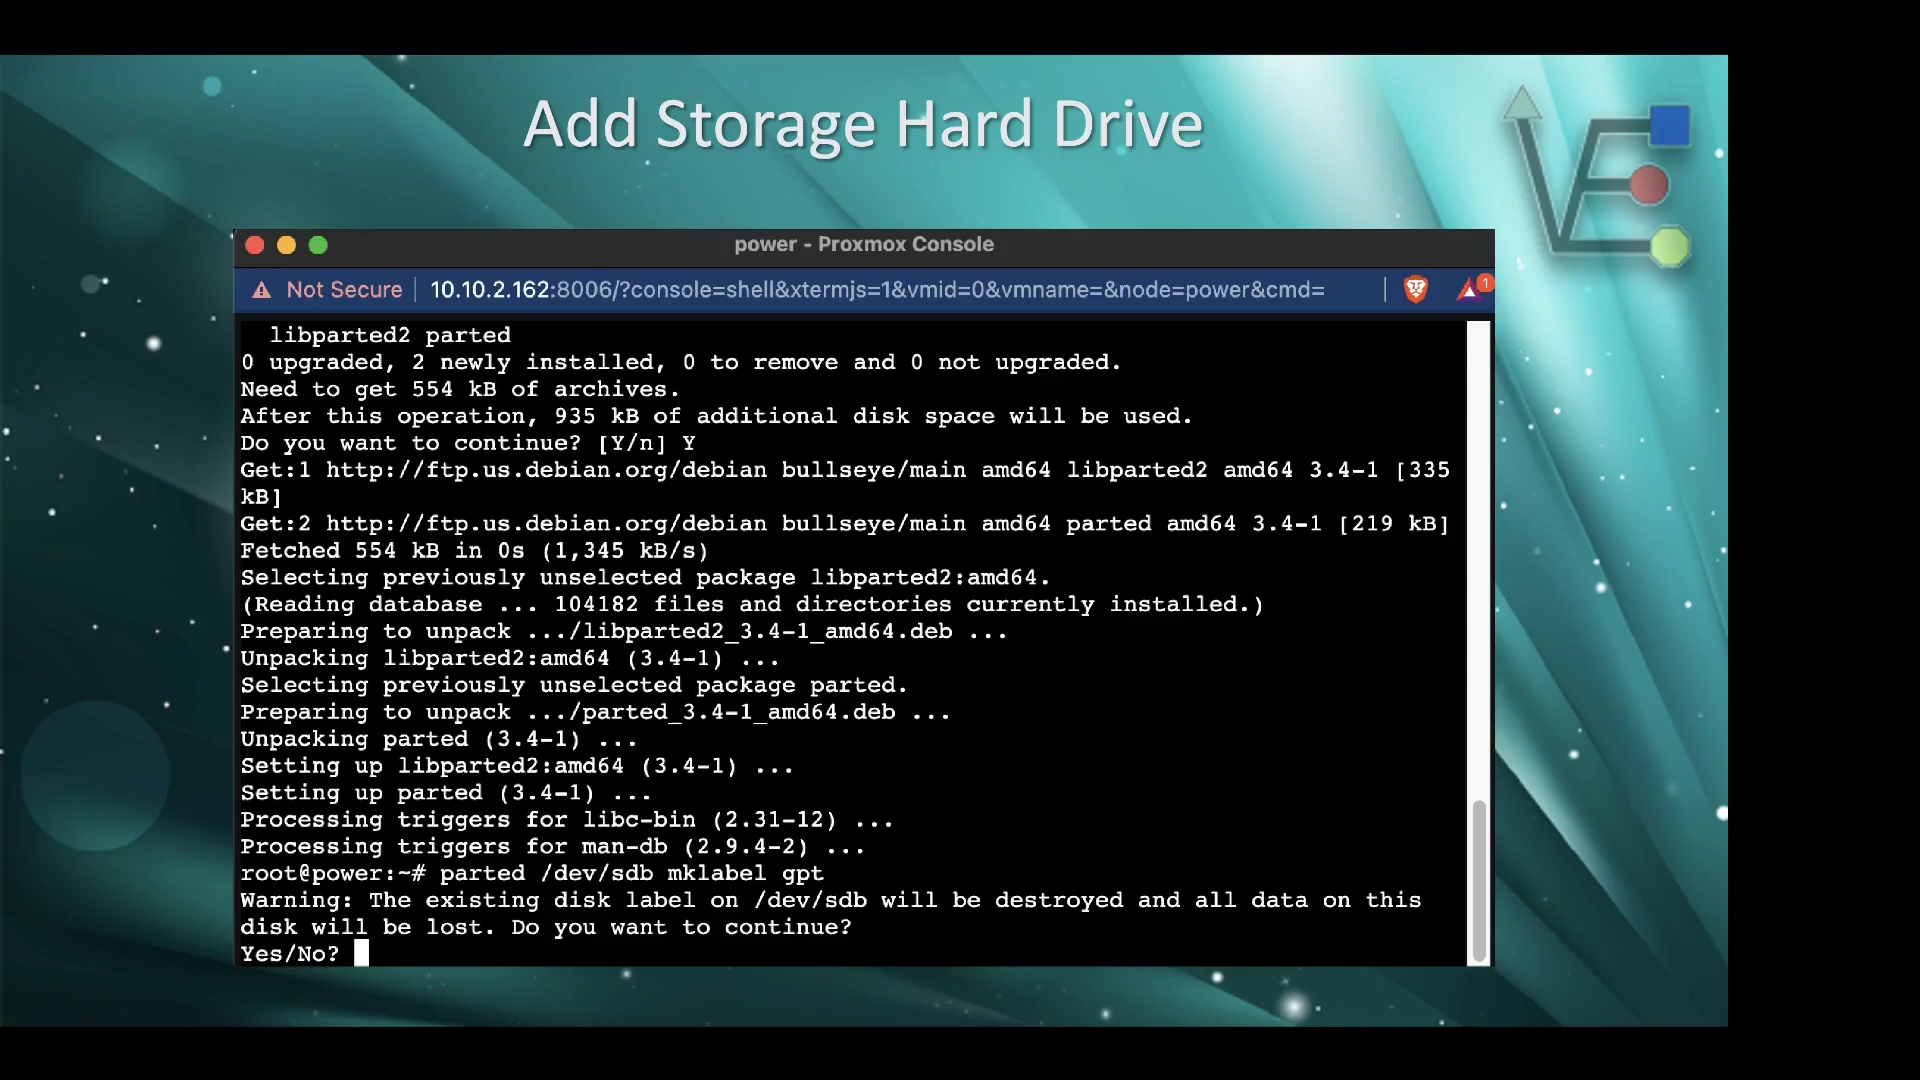 Add Storage Hard Drive
power - Proxmox Console
Not Secure 10.10.2.162:8006/?console=shell&xtermjs=1&vmid=0&vmname=&node=power&cmd=
1
libparted2 parted
0 upgraded, 2 newly installed, 0 to remove and 0 not upgraded.
Need to get 554 kB of archives.
After this operation, 935 kB of additional disk space will be used.
Do you want to continue? [Y/n] Y
Get:1 http://ftp.us.debian.org/debian bullseye/main amd64 libparted2 amd64 3.4-1 [335
kB]
Get:2 http://ftp.us.debian.org/debian bullseye/main amd64 parted amd64 3.4-1 [219 kB]
Fetched 554 kB in 0s (1,345 kB/s)
Selecting previously unselected package libparted2:amd64.
(Reading database ... 104182 files and directories currently installed.)
Preparing to unpack .../libparted2_3.4-1_amd64.deb ...
Unpacking libparted2:amd64 (3.4-1) ...
Selecting previously unselected package parted.
Preparing to unpack .../parted_3.4-1_amd64.deb ...
Unpacking parted (3.4-1) ...
Setting up libparted2:amd64 (3.4-1) ...
Setting up parted (3.4-1) ...
Processing triggers for libc-bin (2.31-12) ...
Processing triggers for man-db (2.9.4-2) ...
root@power:~# parted /dev/sdb mklabel gpt
Warning: The existing disk label on /dev/sdb will be destroyed and all data on this
disk will be lost. Do you want to continue?
Yes/No?